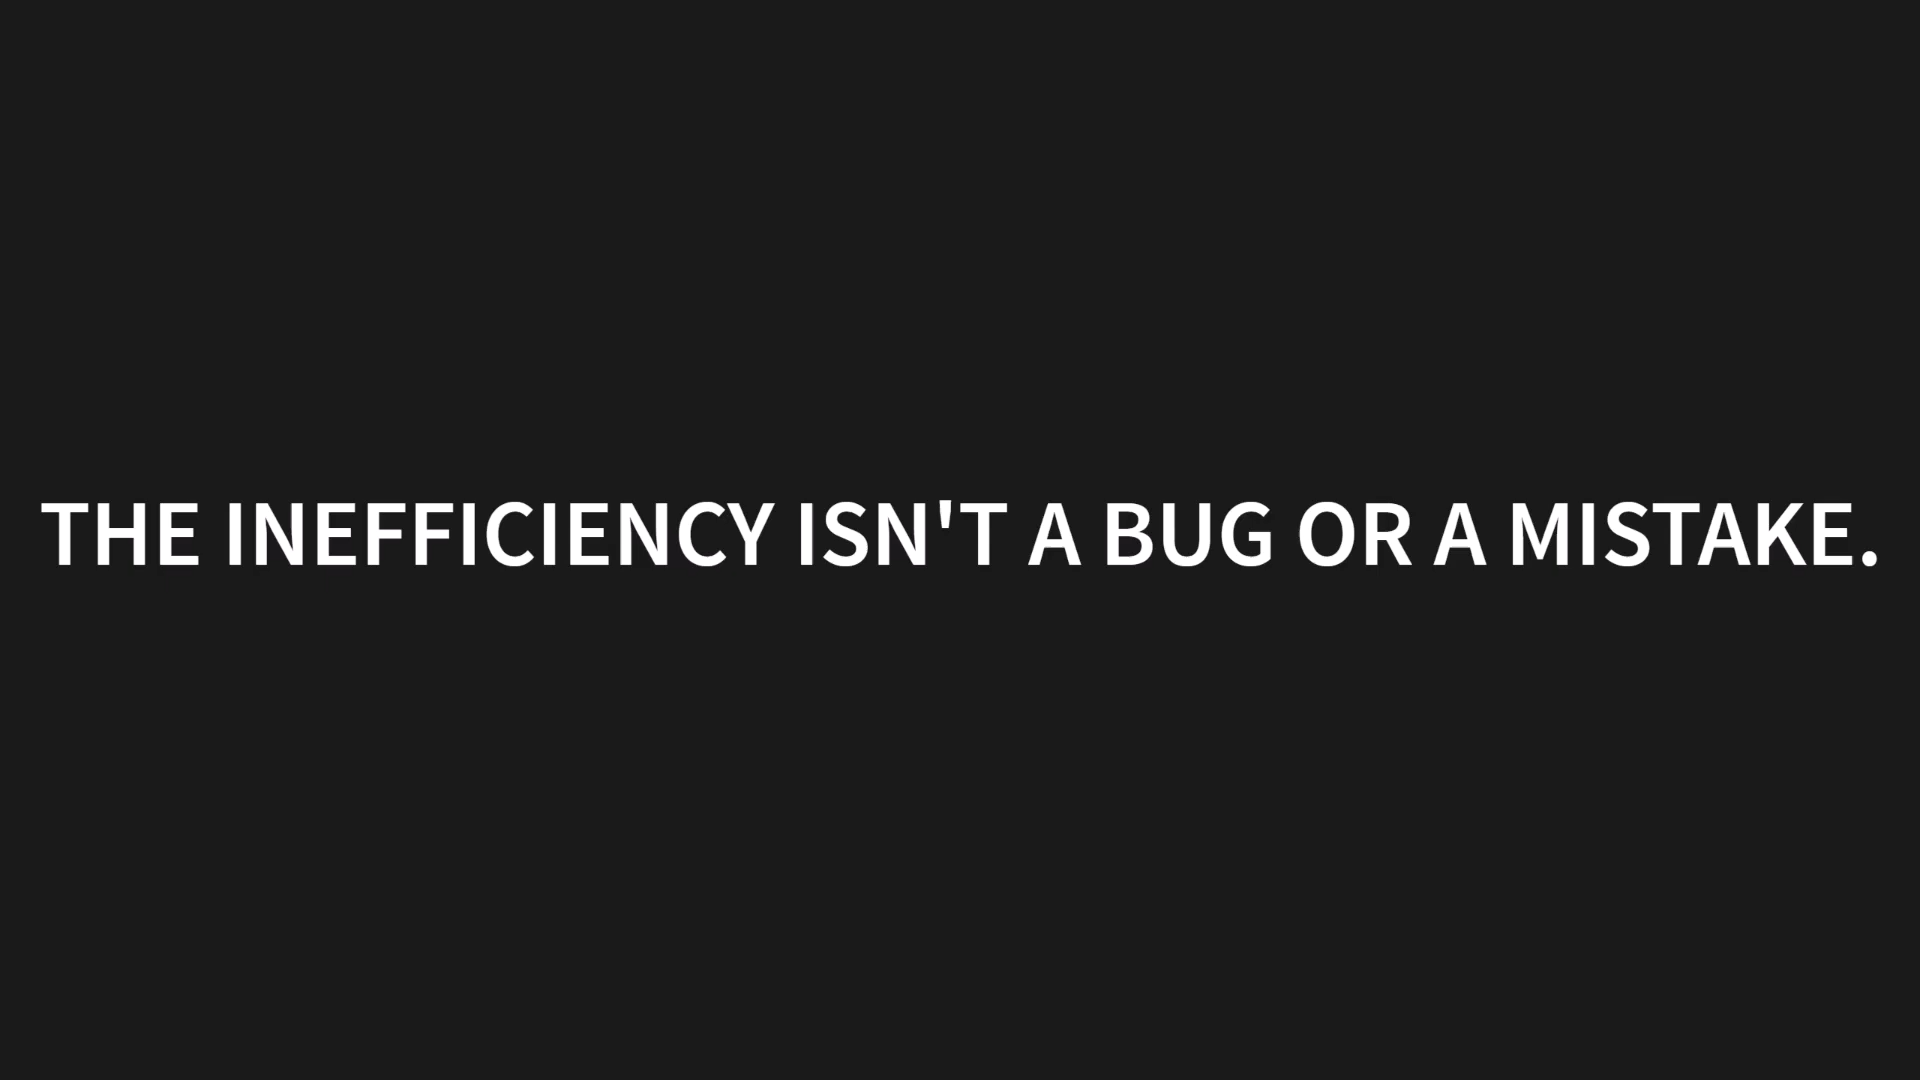 THE INEFFICIENCY ISN'T A BUG OR A MISTAKE.